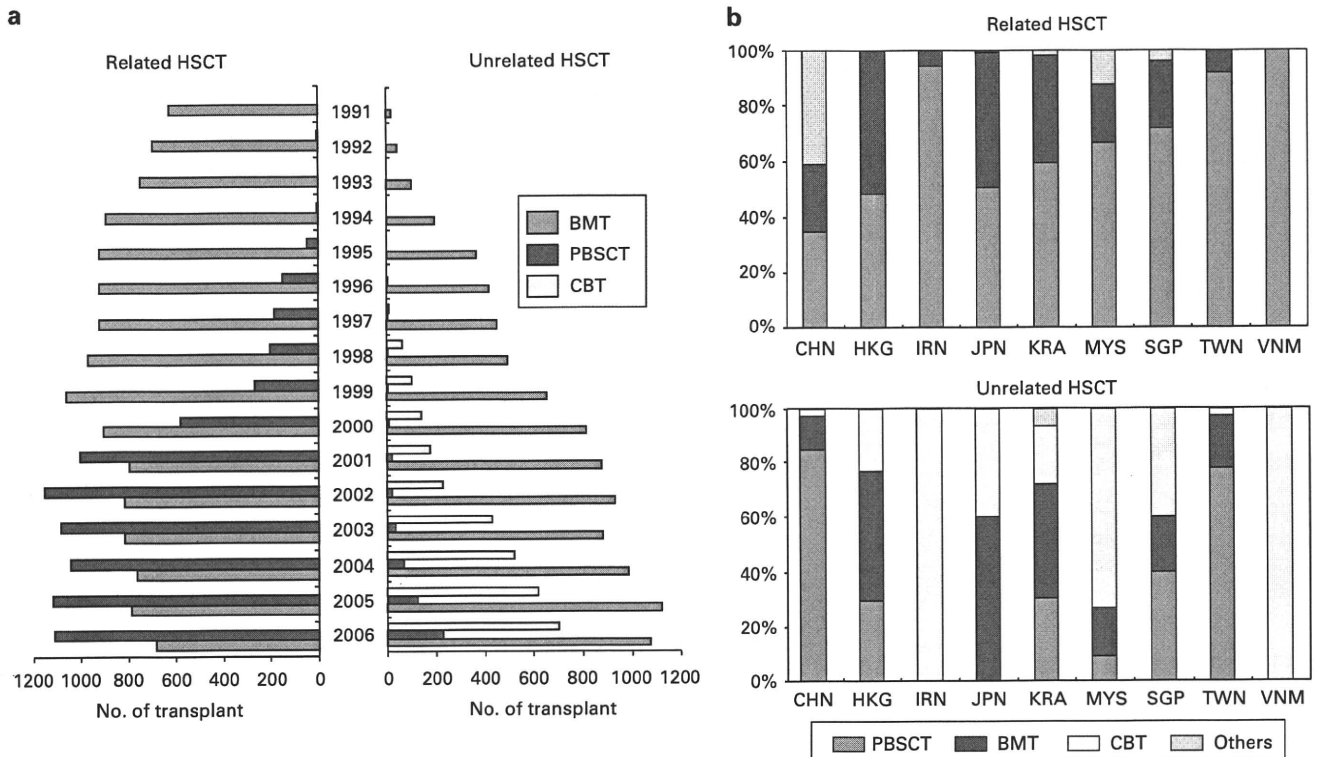 a
Related HSCT
Unrelated HSCT
1991
1992
1993
1994
1995
1996
1997
1998
1999
2000
2001
2002
2003
2004
2005
2006
BMT
PBSCT
CBT
1200 1000 800 600 400 200 0
0 200 400 600 800 1000 1200
No. of transplant
No. of transplant
b
Related HSCT
100%
80%
60%
40%
20%
0%
CHN HKG IRN JPN KRA MYS SGP TWN VNM
Unrelated HSCT
100%
80%
60%
40%
20%
0%
CHN HKG IRN JPN KRA MYS SGP TWN VNM
PBSCT BMT CBT Others